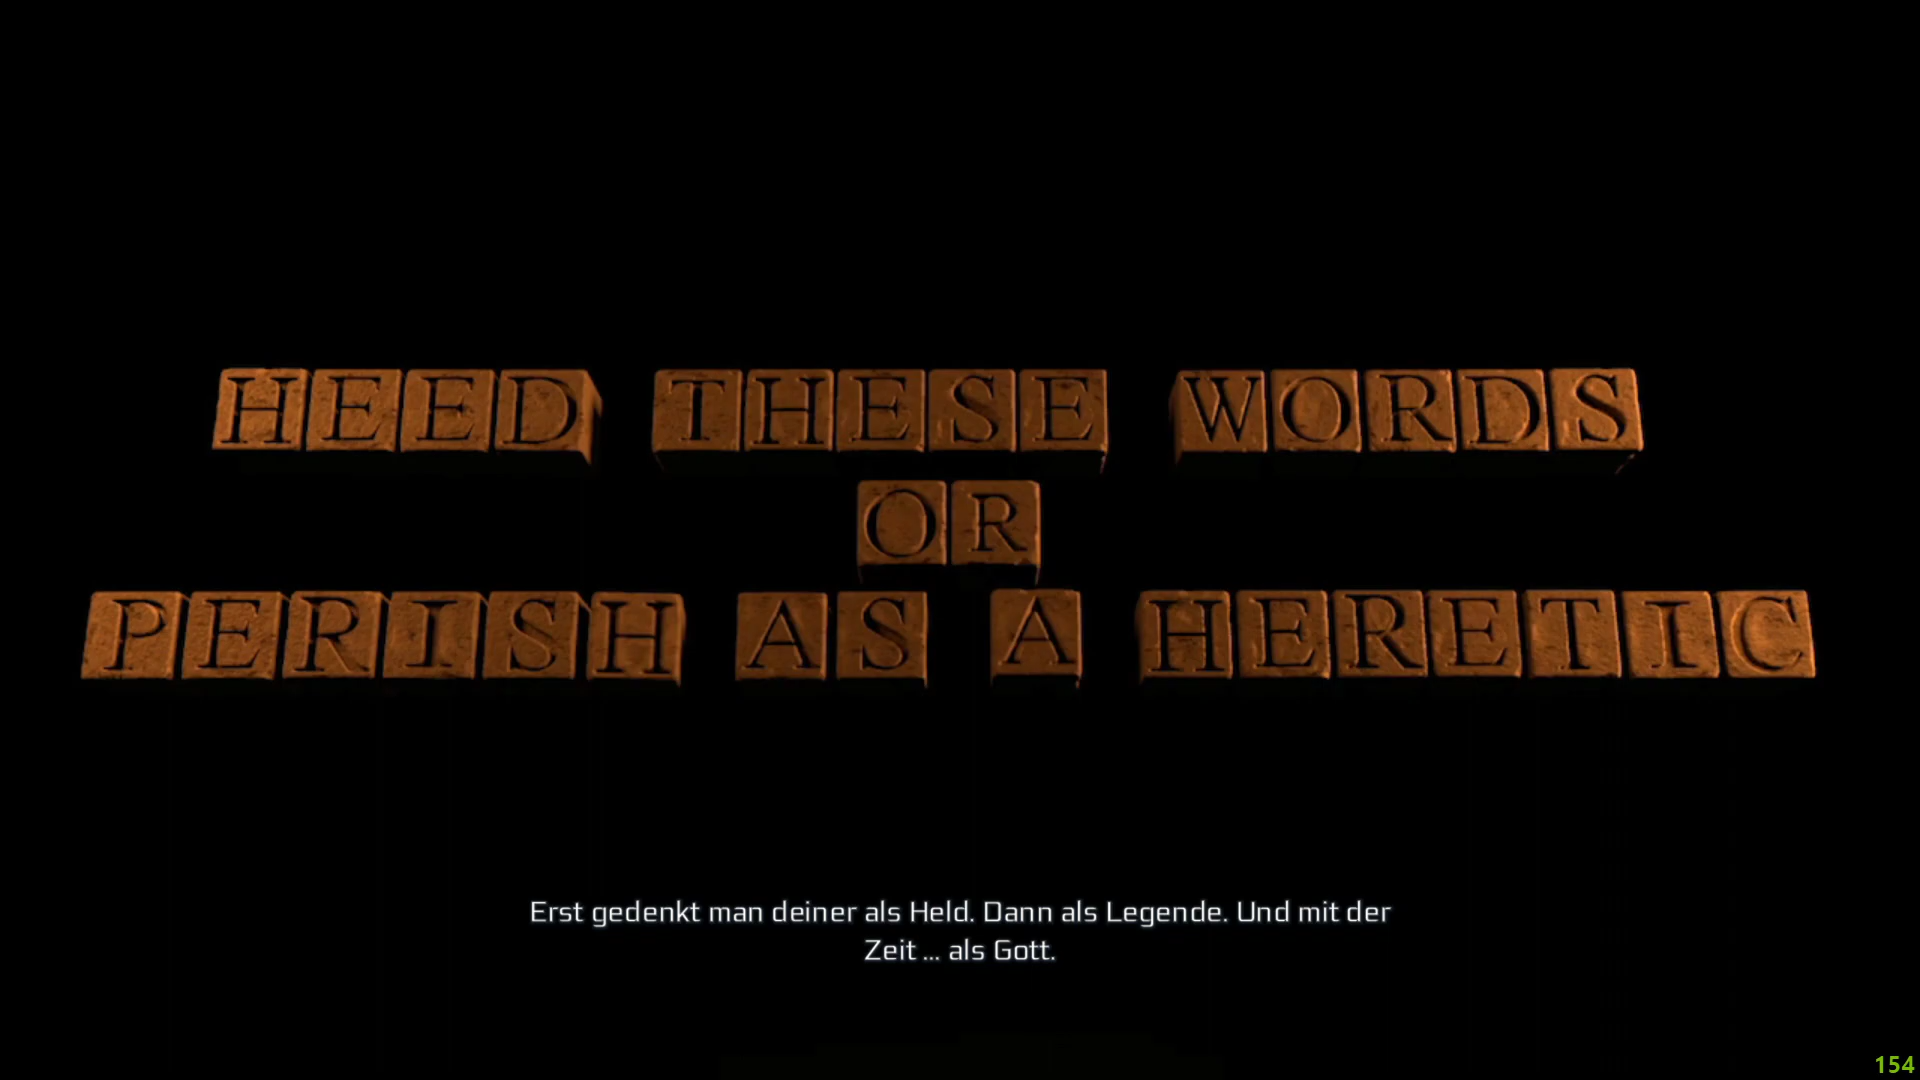 HEED THESE WORDS
OR
PERISH AS A HERETIC
Erst gedenkt man deiner als Held. Dann als Legende. Und mit der
Zeit ... als Gott.
154